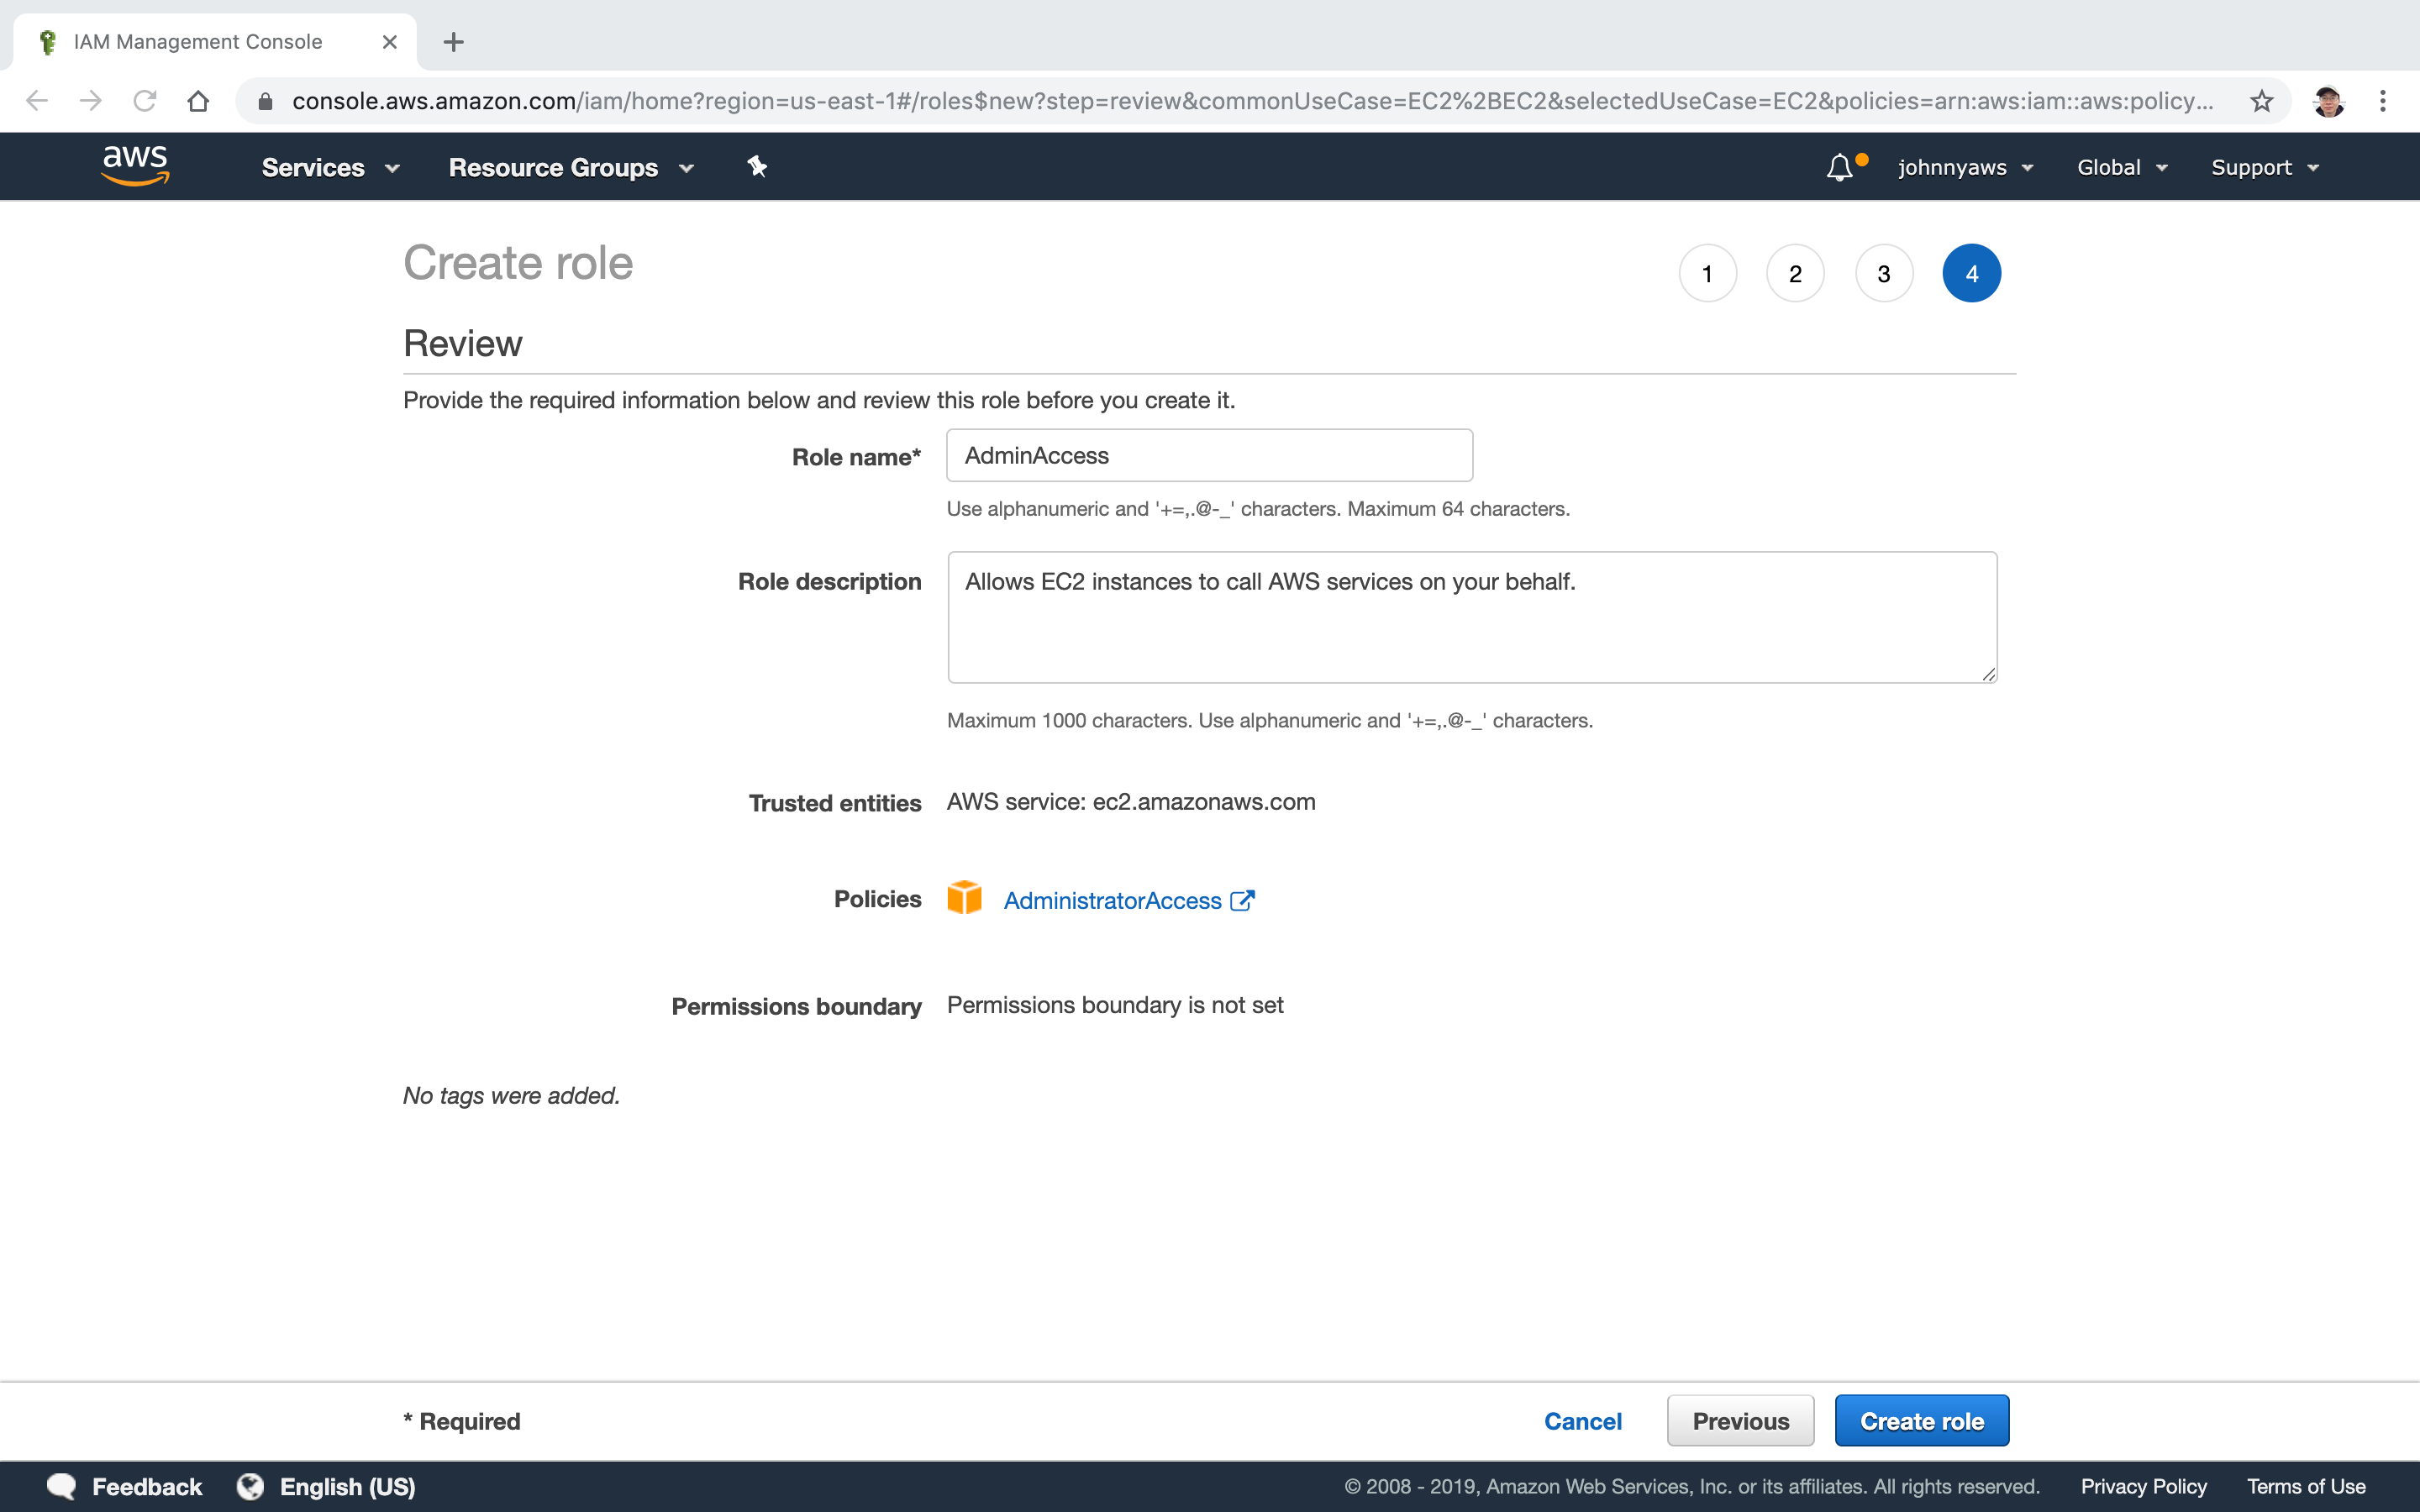 IAM Management Console
console.aws.amazon.com/iam/home?region=us-east-1#/roles$new?step=review&commonUseCase=EC2%2BEC2&selectedUseCase=EC2&policies=arn:aws:iam::aws:policy...
aws Services Resource Groups johnnyaws Global Support
Create role 1 2 3 4
Review
Provide the required information below and review this role before you create it.
Role name* AdminAccess
Use alphanumeric and '+=,.@-_' characters. Maximum 64 characters.
Role description Allows EC2 instances to call AWS services on your behalf.
Maximum 1000 characters. Use alphanumeric and '+=,.@-_' characters.
Trusted entities AWS service: ec2.amazonaws.com
Policies AdministratorAccess
Permissions boundary Permissions boundary is not set
No tags were added.
* Required Cancel Previous Create role
Feedback English (US) © 2008 - 2019, Amazon Web Services, Inc. or its affiliates. All rights reserved. Privacy Policy Terms of Use